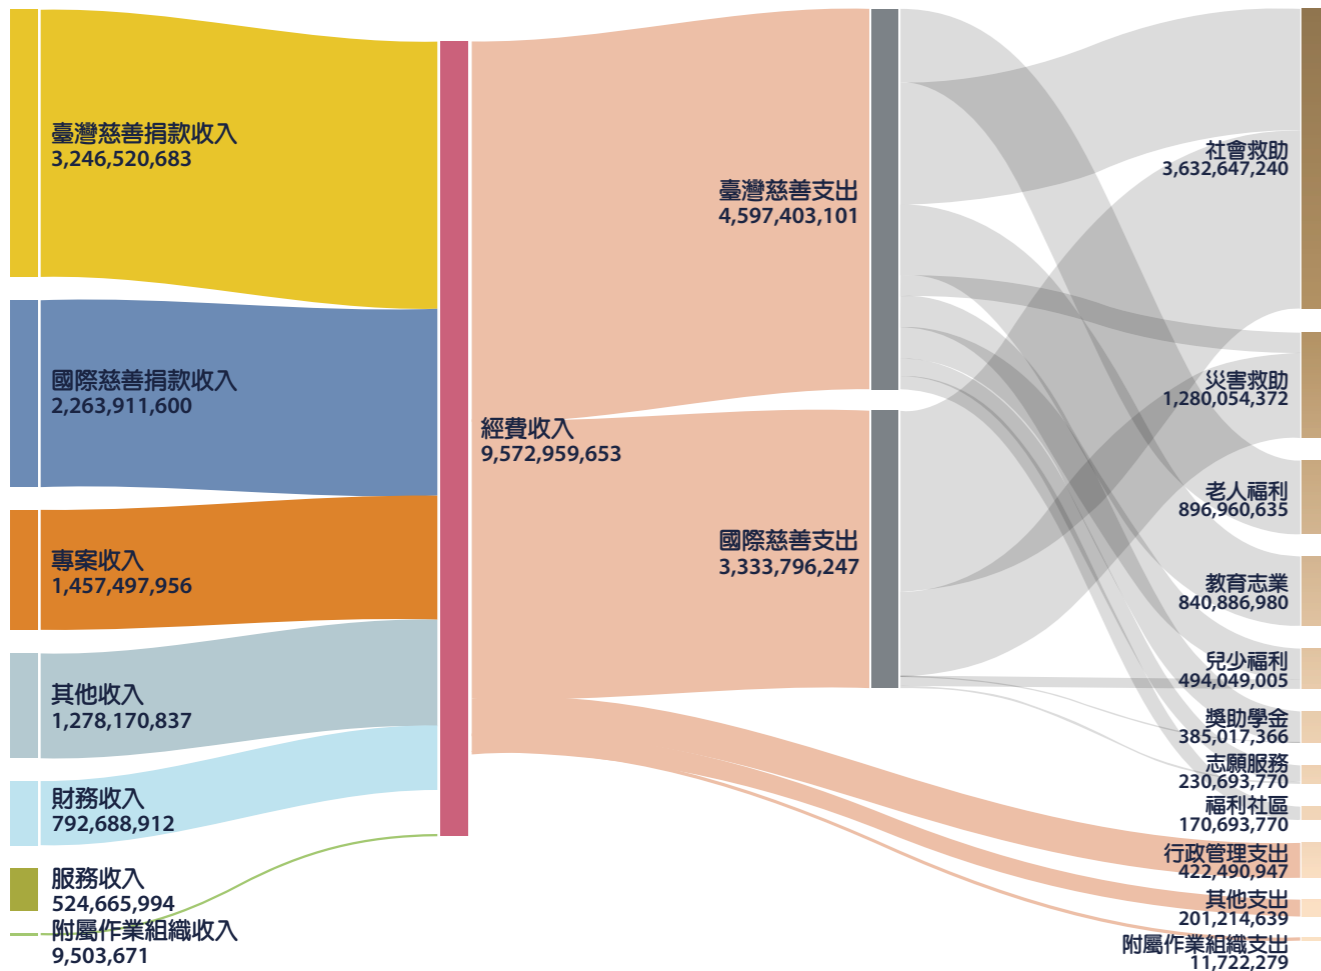 臺灣慈善捐款收入
3,246,520,683
國際慈善捐款收入
2,263,911,600
專案收入
1,457,497,956
其他收入
1,278,170,837
財務收入
792,688,912
服務收入
524,665,994
附屬作業組織收入
9,503,671
經費收入
9,572,959,653
臺灣慈善支出
4,597,403,101
國際慈善支出
3,333,796,247
社會救助
3,632,647,240
災害救助
1,280,054,372
老人福利
896,960,635
教育志業
840,886,980
兒少福利
494,049,005
獎助學金
385,017,366
志願服務
230,693,770
福利社區
170,693,770
行政管理支出
422,490,947
其他支出
201,214,639
附屬作業組織支出
11,722,279